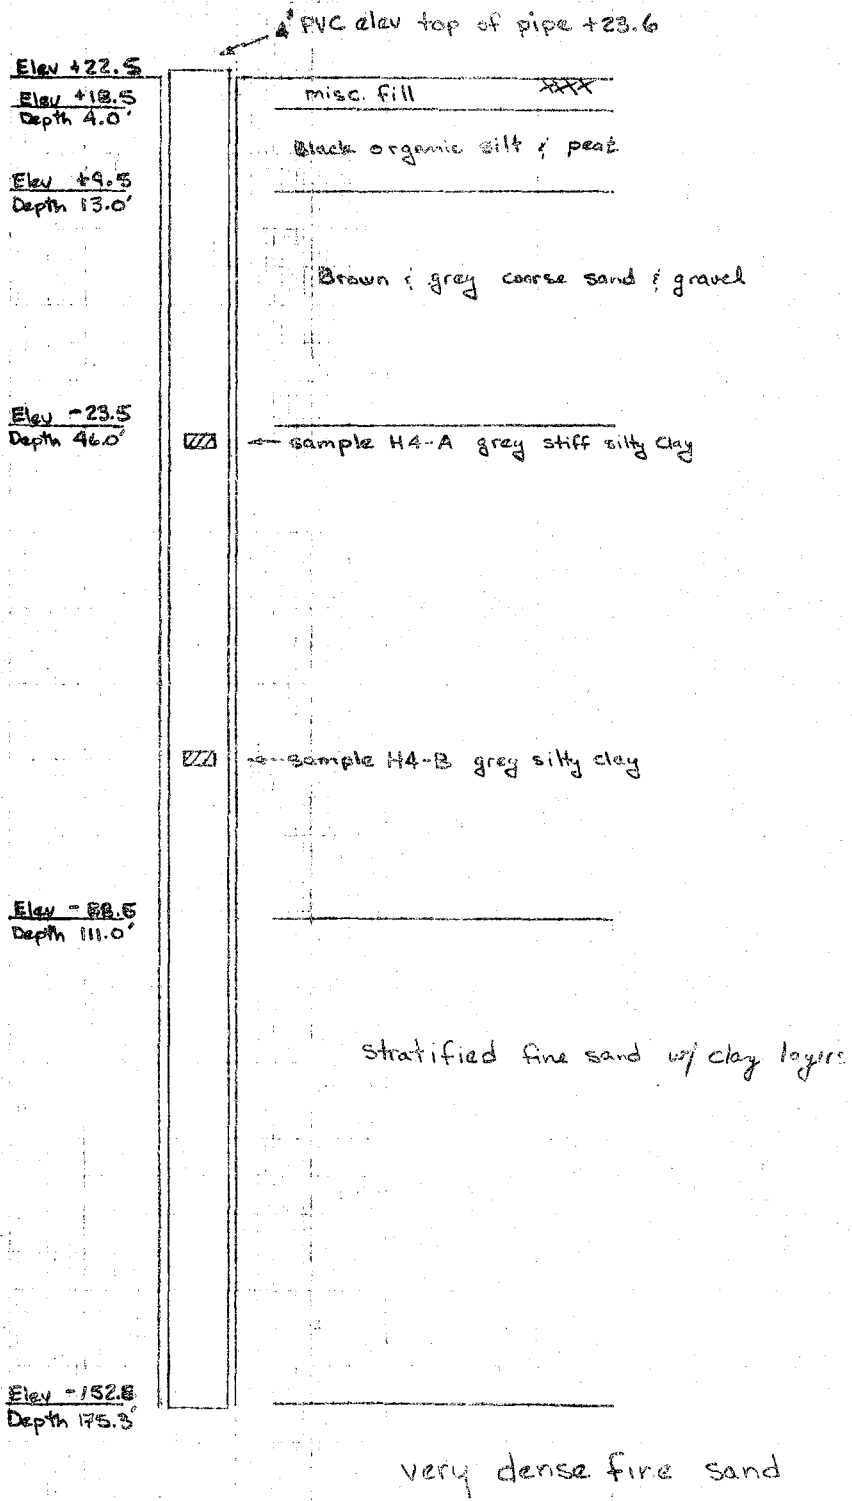 4" PVC elev top of pipe +23.6
Elev +22.5
misc. fill
Elev +18.5
Depth 4.0'
Black organic silt & peat
Elev +9.5
Depth 13.0'
Brown & grey coarse sand & gravel
Elev -23.5
Depth 46.0'
sample H4-A grey stiff silty clay
sample H4-B grey silty clay
Elev -88.5
Depth 111.0'
stratified fine sand w/ clay layers
Elev -152.8
Depth 175.3'
very dense fine sand